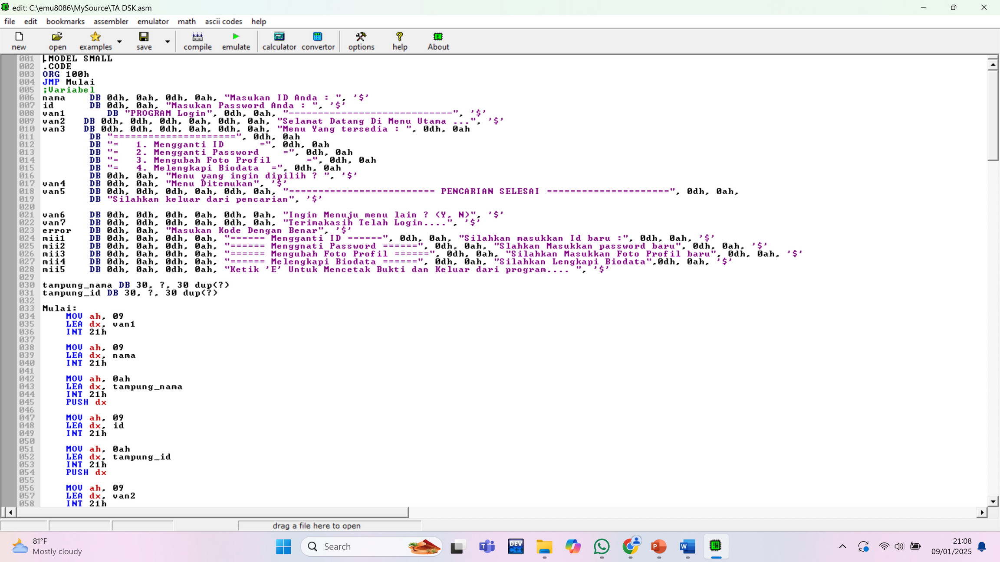 edit: C:\emu8086\MySource\TA DSK.asm
file edit bookmarks assembler emulator math ascii codes help
new open examples save compile emulate calculator convertor options help About
001 .MODEL SMALL
002 .CODE
003 ORG 100h
004 JMP Mulai
005 ;Variabel
006 nama    DB 0dh, 0ah, 0dh, 0ah, "Masukan ID Anda : ", '$'
007 id      DB 0dh, 0ah, "Masukan Password Anda : ", '$'
008 van1       DB "PROGRAM Login", 0dh, 0ah, "----------------------------", '$'
009 van2   DB 0dh, 0dh, 0dh, 0ah, 0dh, 0ah, "Selamat Datang Di Menu Utama ...", '$'
010 van3   DB 0dh, 0dh, 0dh, 0ah, 0dh, 0ah, "Menu Yang tersedia : ", 0dh, 0ah
011         DB "=====================", 0dh, 0ah
012         DB "=   1. Mengganti ID      =", 0dh, 0ah
013         DB "=   2. Mengganti Password    =", 0dh, 0ah
014         DB "=   3. Mengubah Foto Profil      =", 0dh, 0ah
015         DB "=   4. Melengkapi Biodata  =", 0dh, 0ah
016         DB 0dh, 0ah, "Menu yang ingin dipilih ? ", '$'
017 van4    DB 0dh, 0ah, "Menu Ditemukan", '$'
018 van5    DB 0dh, 0dh, 0dh, 0ah, 0dh, 0ah, "========================= PENCARIAN SELESAI =====================", 0dh, 0ah,
019         DB "Silahkan keluar dari pencarian", '$'
020
021 van6    DB 0dh, 0dh, 0dh, 0ah, 0dh, 0ah, "Ingin Menuju menu lain ? (Y, N)", '$'
022 van7    DB 0dh, 0dh, 0dh, 0ah, 0dh, 0ah, "Terimakasih Telah Login....", '$'
023 error   DB 0dh, 0ah, "Masukan Kode Dengan Benar", '$'
024 mii1    DB 0dh, 0ah, 0dh, 0ah, "====== Mengganti ID ======", 0dh, 0ah, "Silahkan masukkan Id baru :", 0dh, 0ah, '$'
025 mii2    DB 0dh, 0ah, 0dh, 0ah, "====== Menggnati Password ======", 0dh, 0ah, "Slahkan Masukkan password baru", 0dh, 0ah, '$'
026 mii3    DB 0dh, 0ah, 0dh, 0ah, "====== Mengubah Foto Profil ======", 0dh, 0ah, "Silahkan Masukkan Foto Profil baru", 0dh, 0ah, '$'
027 mii4    DB 0dh, 0ah, 0dh, 0ah, "====== Melengkapi Biodata ======", 0dh, 0ah, "Silahkan Lengkapi Biodata",0dh, 0ah, '$'
028 mii5    DB 0dh, 0ah, 0dh, 0ah, "Ketik 'E' Untuk Mencetak Bukti dan Keluar dari program.... ", '$'
029
030 tampung_nama DB 30, ?, 30 dup(?)
031 tampung_id DB 30, ?, 30 dup(?)
032
033 Mulai:
034     MOV ah, 09
035     LEA dx, van1
036     INT 21h
037
038     MOV ah, 09
039     LEA dx, nama
040     INT 21h
041
042     MOV ah, 0ah
043     LEA dx, tampung_nama
044     INT 21h
045     PUSH dx
046
047     MOV ah, 09
048     LEA dx, id
049     INT 21h
050
051     MOV ah, 0ah
052     LEA dx, tampung_id
053     INT 21h
054     PUSH dx
055
056     MOV ah, 09
057     LEA dx, van2
058     INT 21h
drag a file here to open
81°F
Mostly cloudy
Search
DEV
C++
21:08
09/01/2025